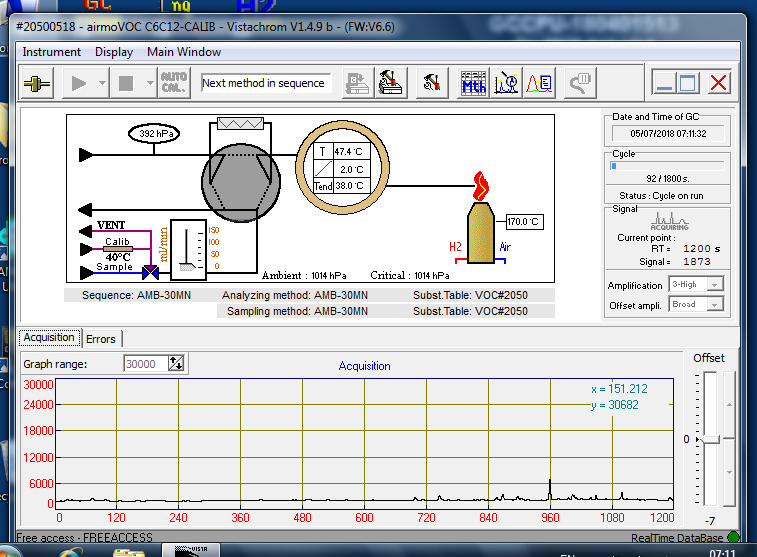 GC
H2
GCCPU-180401513
#20500518 - airmoVOC C6C12-CALIB - Vistachrom V1.4.9 b - (FW:V6.6)
Instrument Display Main Window
AUTO CAL.
Next method in sequence
Mth
Date and Time of GC
05/07/2018 07:11:32
Cycle
92 / 1800 s.
Status : Cycle on run
Signal
ACQUIRING
Current point :
RT = 1200 s
Signal = 1873
Amplification 3-High
Offset ampli. Broad
392 hPa
T 47.4 °C
2.0 °C
Tend 38.0 °C
170.0 °C
H2 Air
VENT
Calib
40°C
Sample
ml/mn
150
100
50
0
Ambient : 1014 hPa Critical : 1014 hPa
Sequence: AMB-30MN Analyzing method: AMB-30MN Subst.Table: VOC#2050
Sampling method: AMB-30MN Subst.Table: VOC#2050
Acquisition Errors
Graph range: 30000
Acquisition
Offset
x = 151.212
y = 30682
30000
24000
18000
12000
6000
0
0 120 240 360 480 600 720 840 960 1080 1200
0
-7
Free access - FREEACCESS
RealTime DataBase
VISTA
EN
07:11